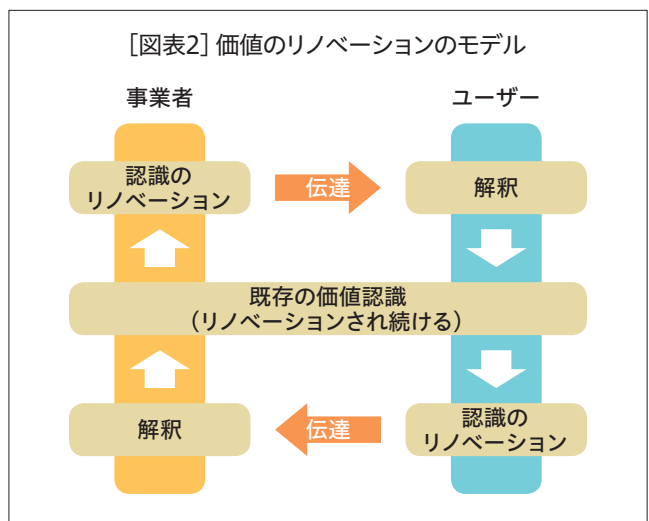 ［図表2］価値のリノベーションのモデル
事業者
ユーザー
認識の
リノベーション
伝達
解釈
既存の価値認識
（リノベーションされ続ける）
解釈
伝達
認識の
リノベーション